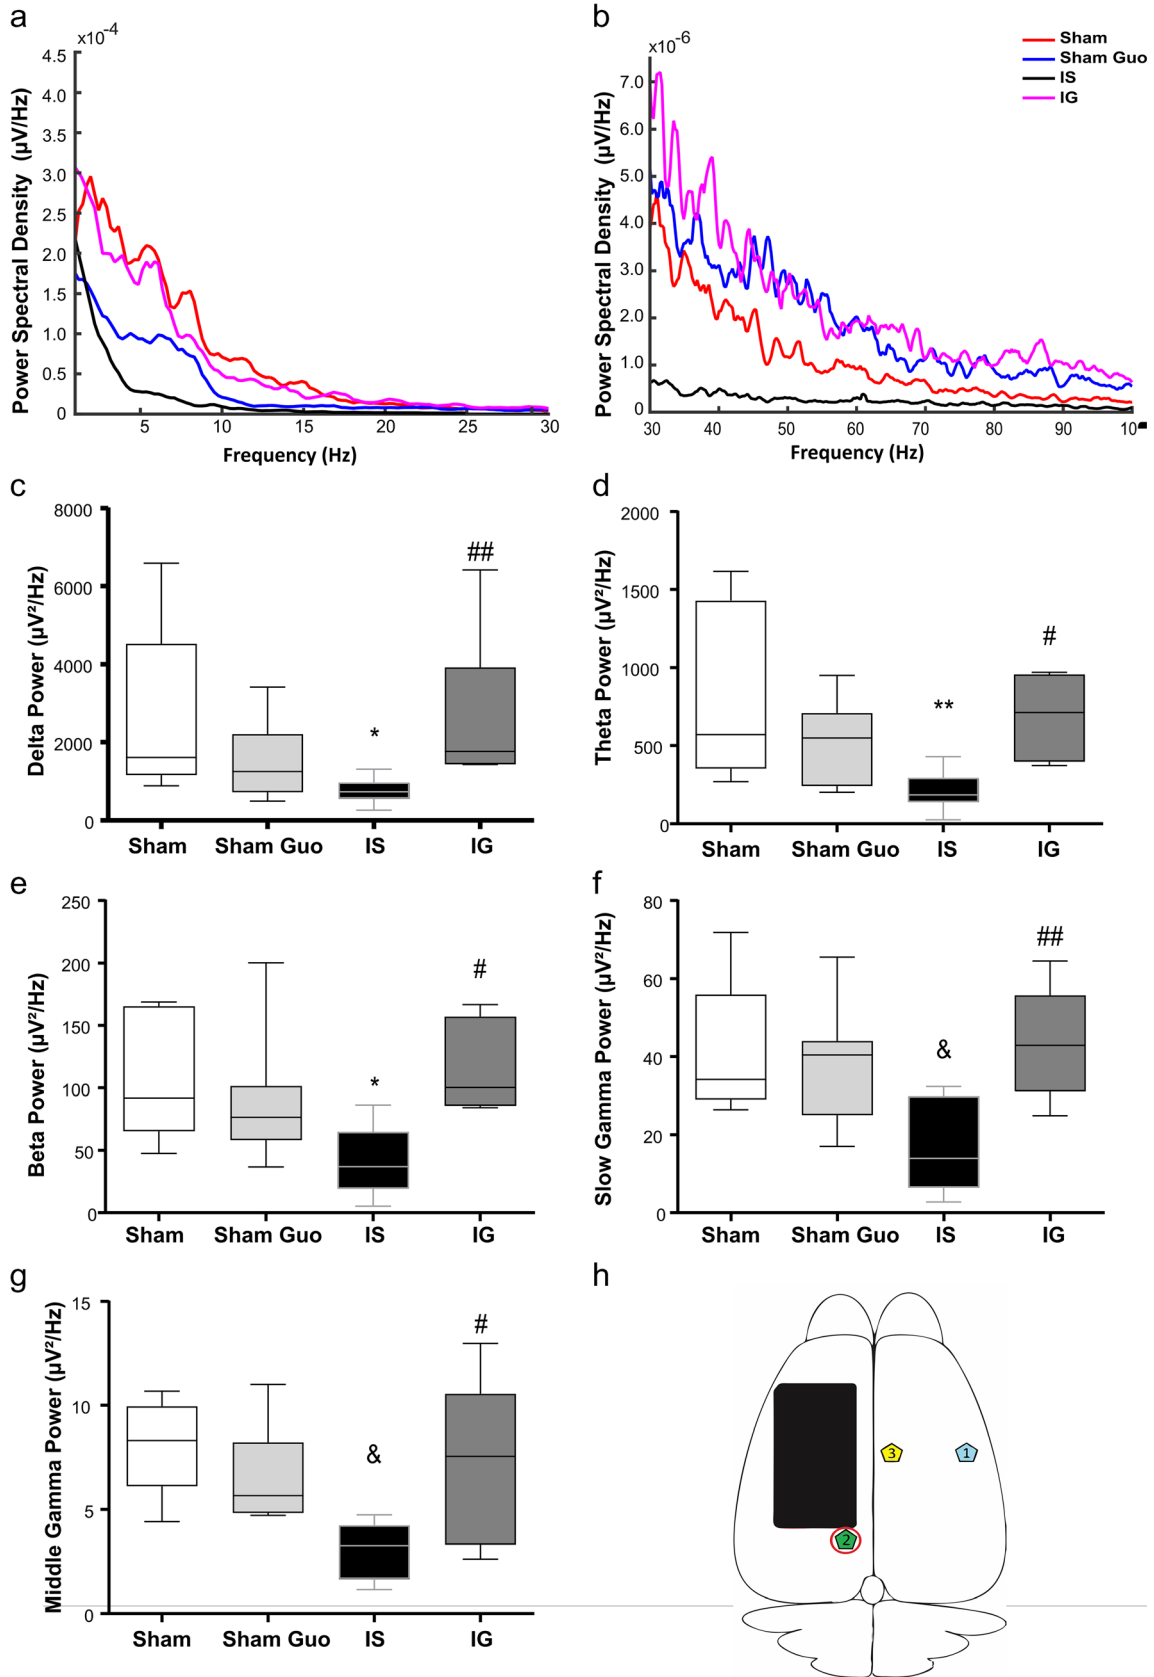 a
x10-4
4.5
4.0
3.5
3.0
2.5
2.0
1.5
1.0
0.5
0
5
10
15
20
25
30
Power Spectral Density (µV/Hz)
Frequency (Hz)
b
x10-6
7.0
6.0
5.0
4.0
3.0
2.0
1.0
0
30
40
50
60
70
80
90
10
Power Spectral Density (µV/Hz)
Frequency (Hz)
Sham
Sham Guo
IS
IG
c
8000
6000
4000
2000
0
Delta Power (µV²/Hz)
*
##
Sham
Sham Guo
IS
IG
d
2000
1500
1000
500
0
Theta Power (µV²/Hz)
**
#
Sham
Sham Guo
IS
IG
e
250
200
150
100
50
0
Beta Power (µV²/Hz)
*
#
Sham
Sham Guo
IS
IG
f
80
60
40
20
0
Slow Gamma Power (µV²/Hz)
&
##
Sham
Sham Guo
IS
IG
g
15
10
5
0
Middle Gamma Power (µV²/Hz)
&
#
Sham
Sham Guo
IS
IG
h
3
1
2